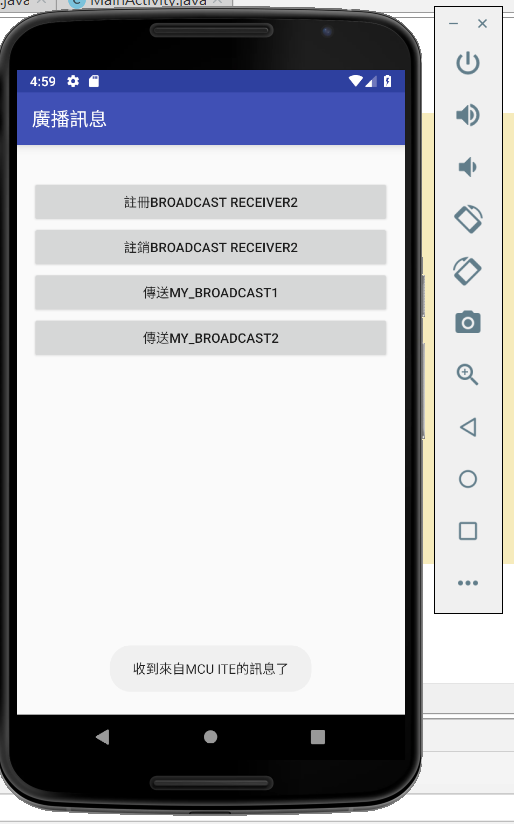 .java
MainActivity.java
4:59
廣播訊息
註冊BROADCAST RECEIVER2
註銷BROADCAST RECEIVER2
傳送MY_BROADCAST1
傳送MY_BROADCAST2
收到來自MCU ITE的訊息了